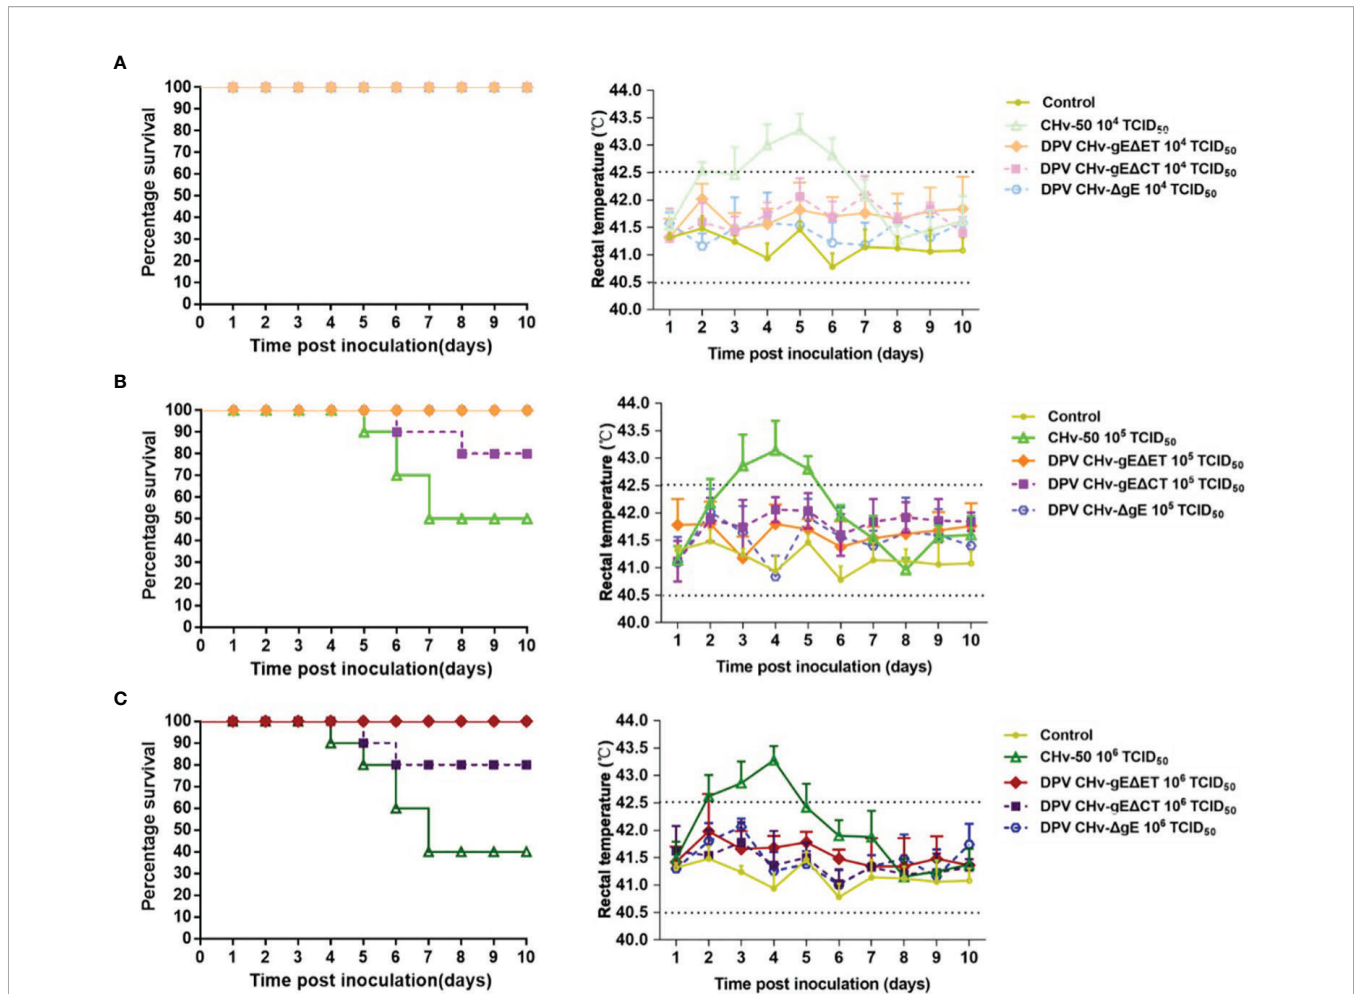 A
100
90
80
70
60
50
40
30
20
10
0
0 1 2 3 4 5 6 7 8 9 10
Percentage survival
Time post inoculation(days)
44.0
43.5
43.0
42.5
42.0
41.5
41.0
40.5
40.0
1 2 3 4 5 6 7 8 9 10
Rectal temperature (℃)
Time post inoculation (days)
Control
CHv-50 10⁴ TCID₅₀
DPV CHv-gEΔET 10⁴ TCID₅₀
DPV CHv-gEΔCT 10⁴ TCID₅₀
DPV CHv-ΔgE 10⁴ TCID₅₀
B
100
90
80
70
60
50
40
30
20
10
0
0 1 2 3 4 5 6 7 8 9 10
Percentage survival
Time post inoculation(days)
44.0
43.5
43.0
42.5
42.0
41.5
41.0
40.5
40.0
1 2 3 4 5 6 7 8 9 10
Rectal temperature (℃)
Time post inoculation (days)
Control
CHv-50 10⁵ TCID₅₀
DPV CHv-gEΔET 10⁵ TCID₅₀
DPV CHv-gEΔCT 10⁵ TCID₅₀
DPV CHv-ΔgE 10⁵ TCID₅₀
C
100
90
80
70
60
50
40
30
20
10
0
0 1 2 3 4 5 6 7 8 9 10
Percentage survival
Time post inoculation(days)
44.0
43.5
43.0
42.5
42.0
41.5
41.0
40.5
40.0
1 2 3 4 5 6 7 8 9 10
Rectal temperature (℃)
Time post inoculation (days)
Control
CHv-50 10⁶ TCID₅₀
DPV CHv-gEΔET 10⁶ TCID₅₀
DPV CHv-gEΔCT 10⁶ TCID₅₀
DPV CHv-ΔgE 10⁶ TCID₅₀